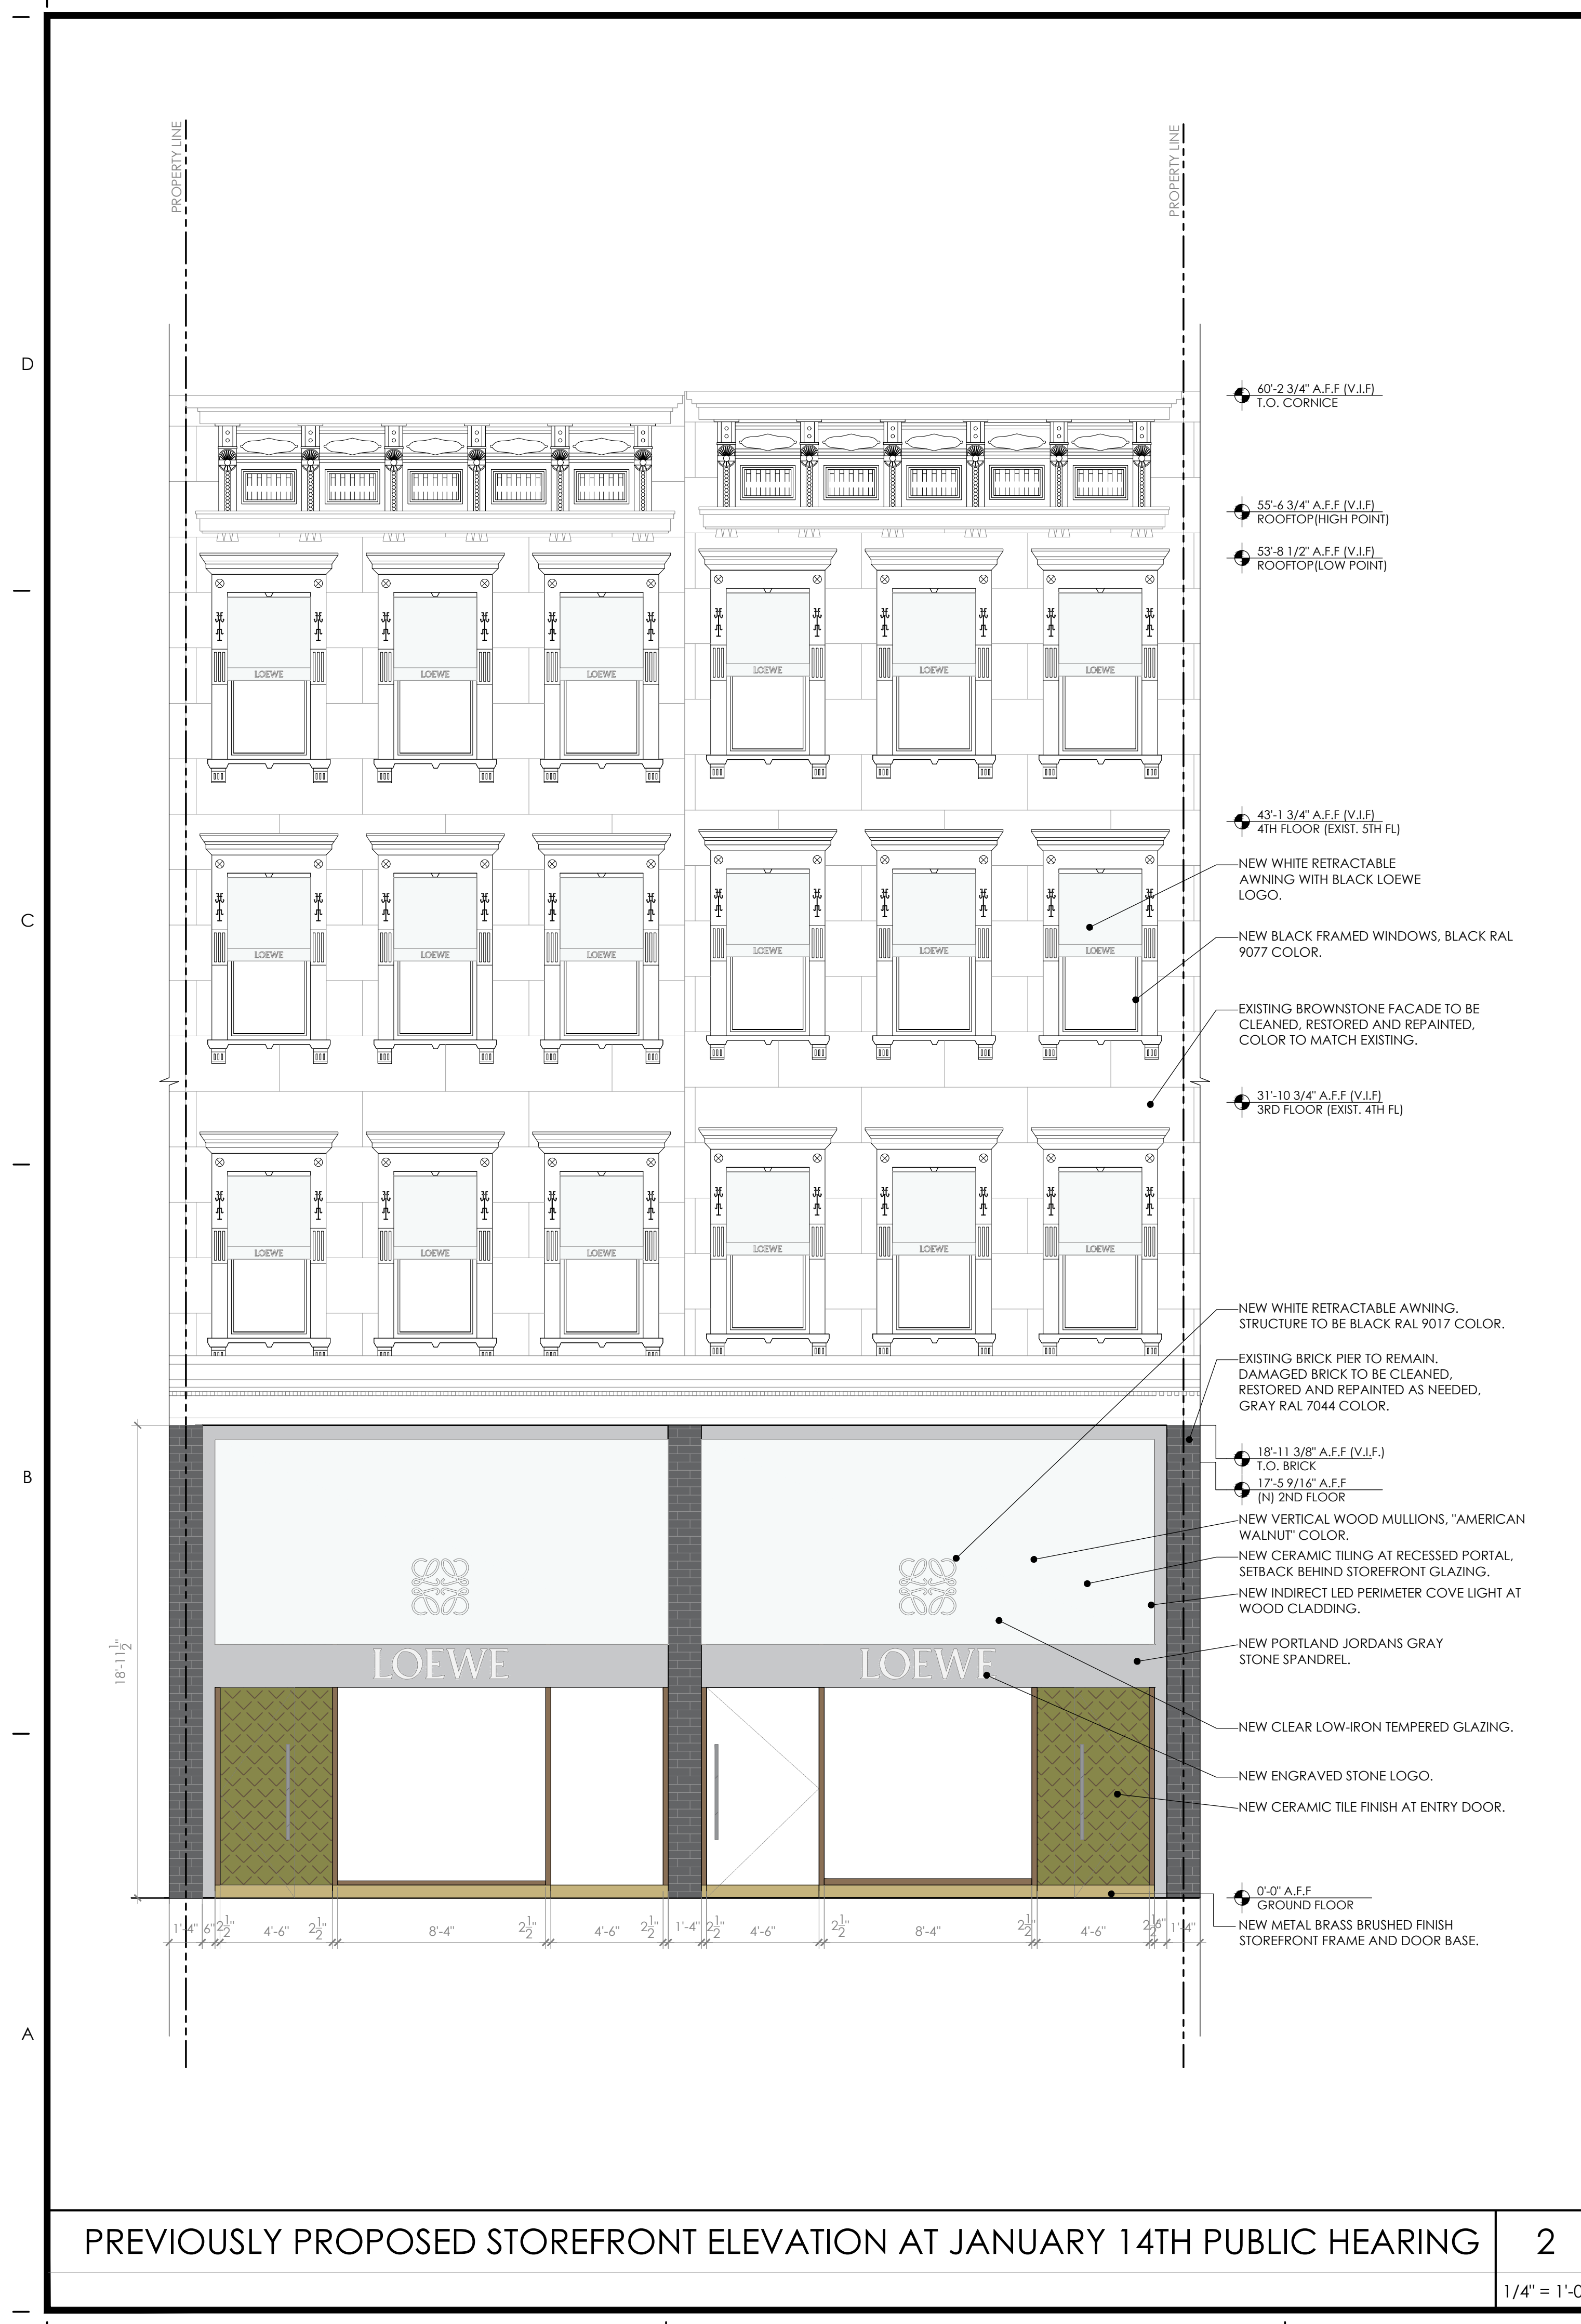 PROPERTY LINE
PROPERTY LINE
D
60'-2 3/4" A.F.F (V.I.F)
T.O. CORNICE
55'-6 3/4" A.F.F (V.I.F)
ROOFTOP(HIGH POINT)
53'-8 1/2" A.F.F (V.I.F)
ROOFTOP(LOW POINT)
LOEWE LOEWE LOEWE LOEWE LOEWE LOEWE
43'-1 3/4" A.F.F (V.I.F)
4TH FLOOR (EXIST. 5TH FL)
NEW WHITE RETRACTABLE
AWNING WITH BLACK LOEWE
LOGO.
C
NEW BLACK FRAMED WINDOWS, BLACK RAL
9077 COLOR.
LOEWE LOEWE LOEWE LOEWE LOEWE LOEWE
EXISTING BROWNSTONE FACADE TO BE
CLEANED, RESTORED AND REPAINTED,
COLOR TO MATCH EXISTING.
31'-10 3/4" A.F.F (V.I.F)
3RD FLOOR (EXIST. 4TH FL)
LOEWE LOEWE LOEWE LOEWE LOEWE LOEWE
NEW WHITE RETRACTABLE AWNING.
STRUCTURE TO BE BLACK RAL 9017 COLOR.
EXISTING BRICK PIER TO REMAIN.
DAMAGED BRICK TO BE CLEANED,
RESTORED AND REPAINTED AS NEEDED,
GRAY RAL 7044 COLOR.
18'-11 3/8" A.F.F (V.I.F.)
T.O. BRICK
B
17'-5 9/16" A.F.F
(N) 2ND FLOOR
NEW VERTICAL WOOD MULLIONS, "AMERICAN
WALNUT" COLOR.
NEW CERAMIC TILING AT RECESSED PORTAL,
SETBACK BEHIND STOREFRONT GLAZING.
NEW INDIRECT LED PERIMETER COVE LIGHT AT
WOOD CLADDING.
NEW PORTLAND JORDANS GRAY
STONE SPANDREL.
18'-11 1/2"
LOEWE LOEWE
NEW CLEAR LOW-IRON TEMPERED GLAZING.
NEW ENGRAVED STONE LOGO.
NEW CERAMIC TILE FINISH AT ENTRY DOOR.
0'-0" A.F.F
GROUND FLOOR
NEW METAL BRASS BRUSHED FINISH
STOREFRONT FRAME AND DOOR BASE.
1'-4" 6" 2 1/2" 4'-6" 2 1/2" 8'-4" 2 1/2" 4'-6" 2 1/2" 1'-4" 2 1/2" 4'-6" 2 1/2" 8'-4" 2 1/2" 4'-6" 2 1/2" 6" 1'-4"
A
PREVIOUSLY PROPOSED STOREFRONT ELEVATION AT JANUARY 14TH PUBLIC HEARING
2
1/4" = 1'-0